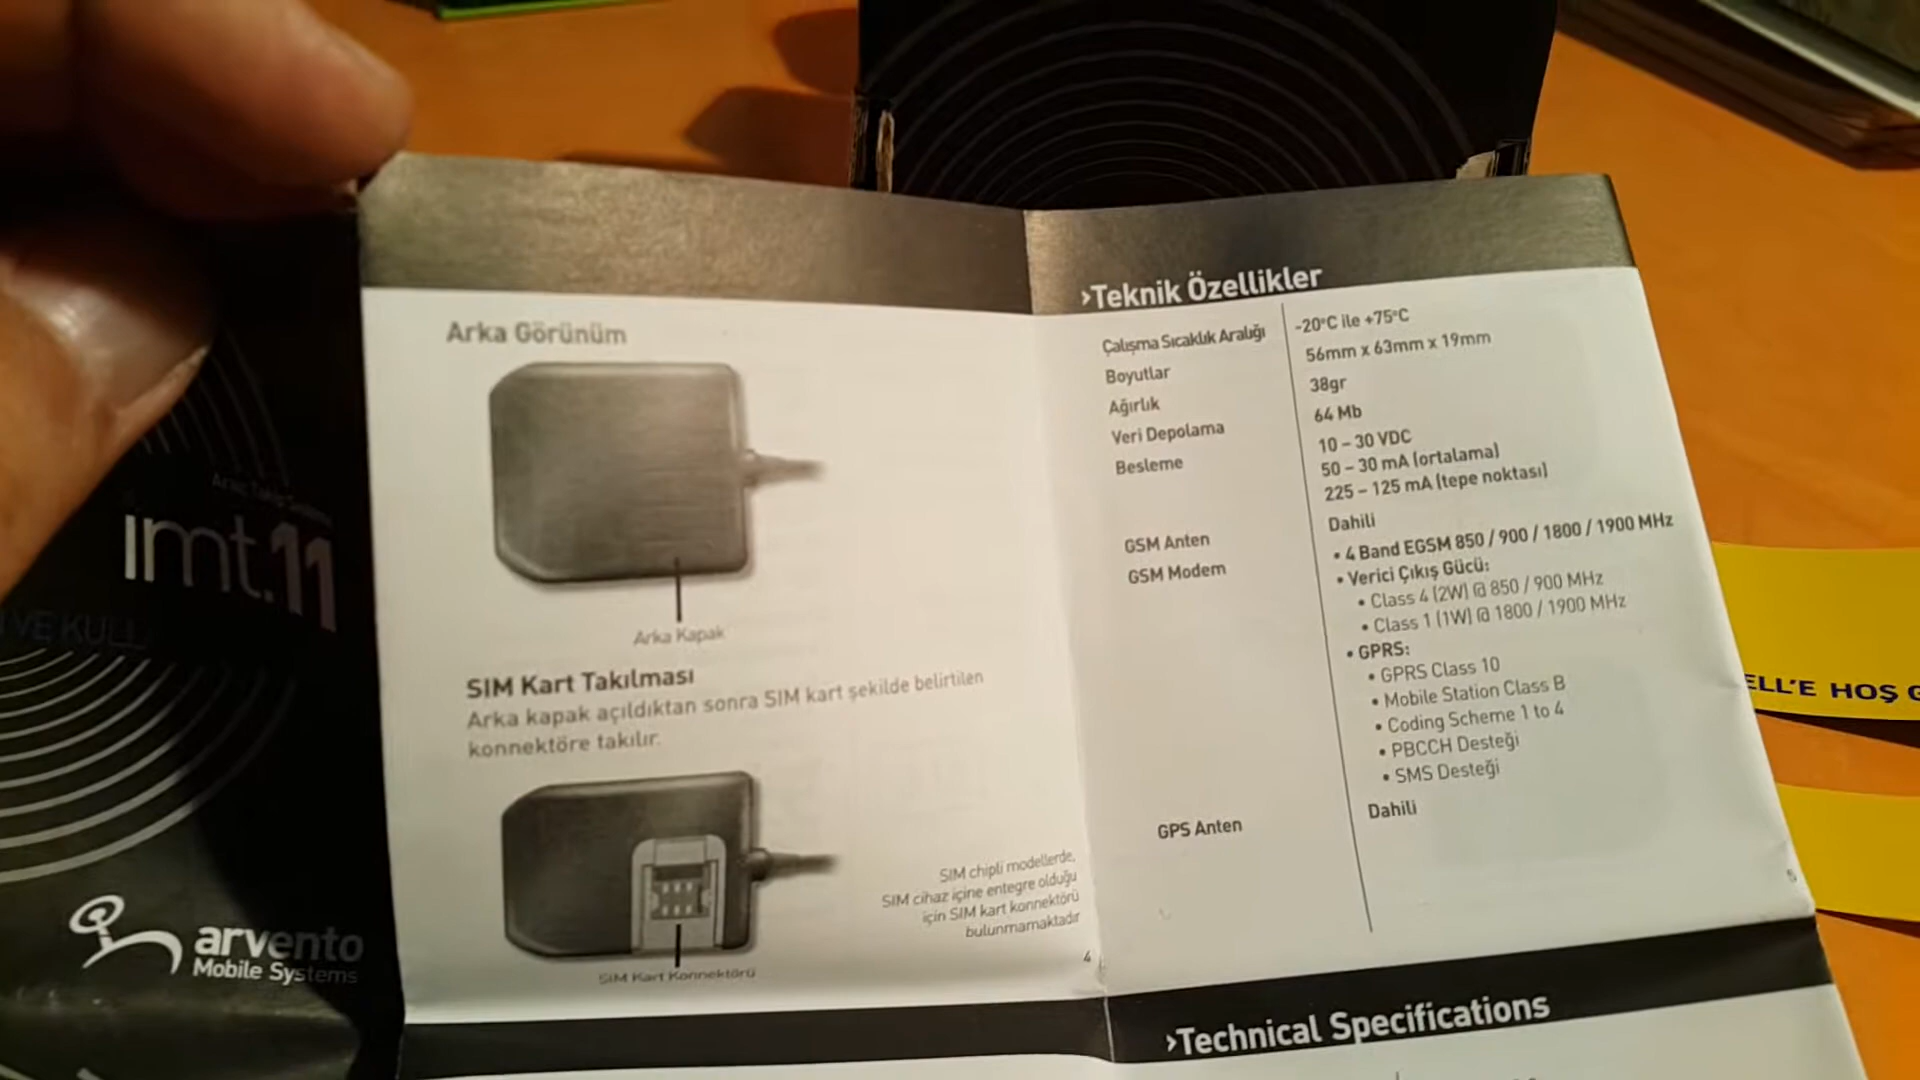 Arka Görünüm
Arka Kapak
SIM Kart Takılması
Arka kapak açıldıktan sonra SIM kart şekilde belirtilen
konnektöre takılır.
SIM chipli modellerde,
SIM cihaz içine entegre olduğu
için SIM kart konnektörü
bulunmamaktadır
SIM Kart Konnektörü
4
›Teknik Özellikler
Çalışma Sıcaklık Aralığı -20°C ile +75°C
Boyutlar 56mm x 63mm x 19mm
Ağırlık 38gr
Veri Depolama 64 Mb
Besleme 10 – 30 VDC
50 – 30 mA (ortalama)
225 – 125 mA (tepe noktası)
GSM Anten Dahili
GSM Modem • 4 Band EGSM 850 / 900 / 1800 / 1900 MHz
• Verici Çıkış Gücü:
• Class 4 (2W) @ 850 / 900 MHz
• Class 1 (1W) @ 1800 / 1900 MHz
• GPRS:
• GPRS Class 10
• Mobile Station Class B
• Coding Scheme 1 to 4
• PBCCH Desteği
• SMS Desteği
GPS Anten Dahili
5
›Technical Specifications
Araç Takip
imt.11
VE KULL
arvento
Mobile Systems
ELL'E HOŞ G